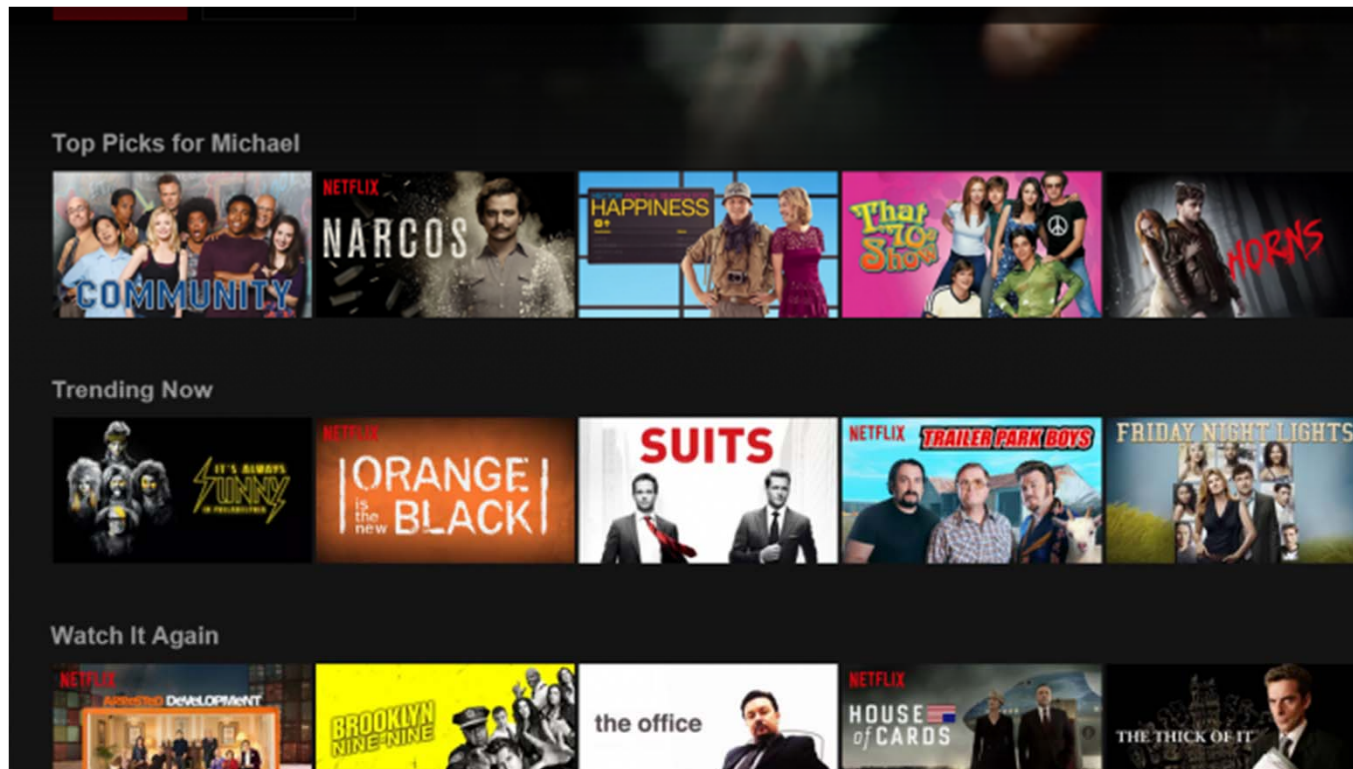 Top Picks for Michael
COMMUNITY
NETFLIX
NARCOS
HAPPINESS
That
'70s
Show
HORNS
Trending Now
IT'S ALWAYS
SUNNY
IN PHILADELPHIA
NETFLIX
ORANGE
is
the
new BLACK
SUITS
NETFLIX TRAILER PARK BOYS
FRIDAY NIGHT LIGHTS
Watch It Again
NETFLIX
ARRESTED DeVeLOPMeNT
BROOKLYN
NINE-NINE
the office
NETFLIX
HOUSE
of CARDS
THE THICK OF IT